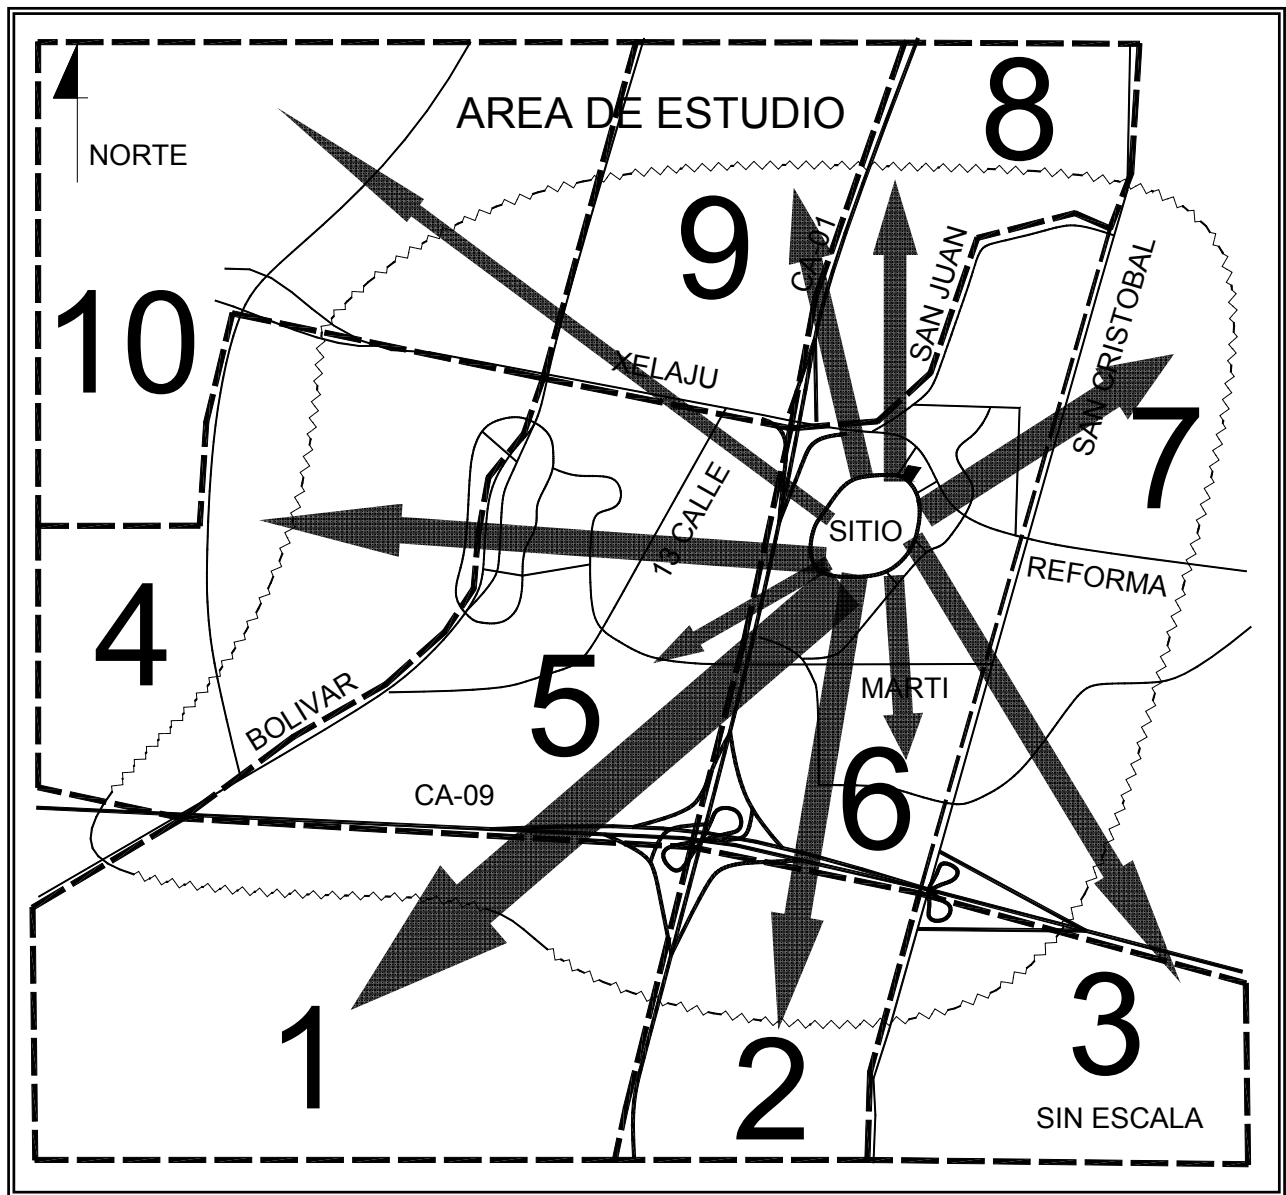 8
AREA DE ESTUDIO
NORTE
9
CA-01
SAN JUAN
SAN CRISTOBAL
10
XELAJU
7
13 CALLE
SITIO
REFORMA
4
5
MARTI
BOLIVAR
6
CA-09
3
1
2
SIN ESCALA